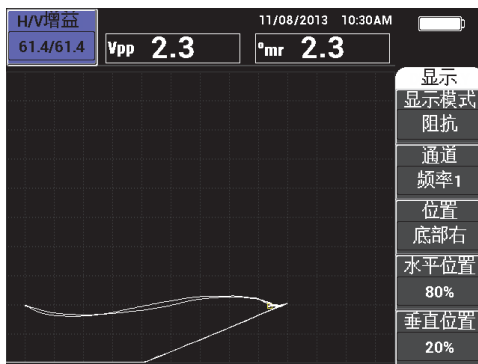 H/V增益
61.4/61.4
11/08/2013 10:30AM
Vpp 2.3
°mr 2.3
显示
显示模式
阻抗
通道
频率1
位置
底部右
水平位置
80%
垂直位置
20%